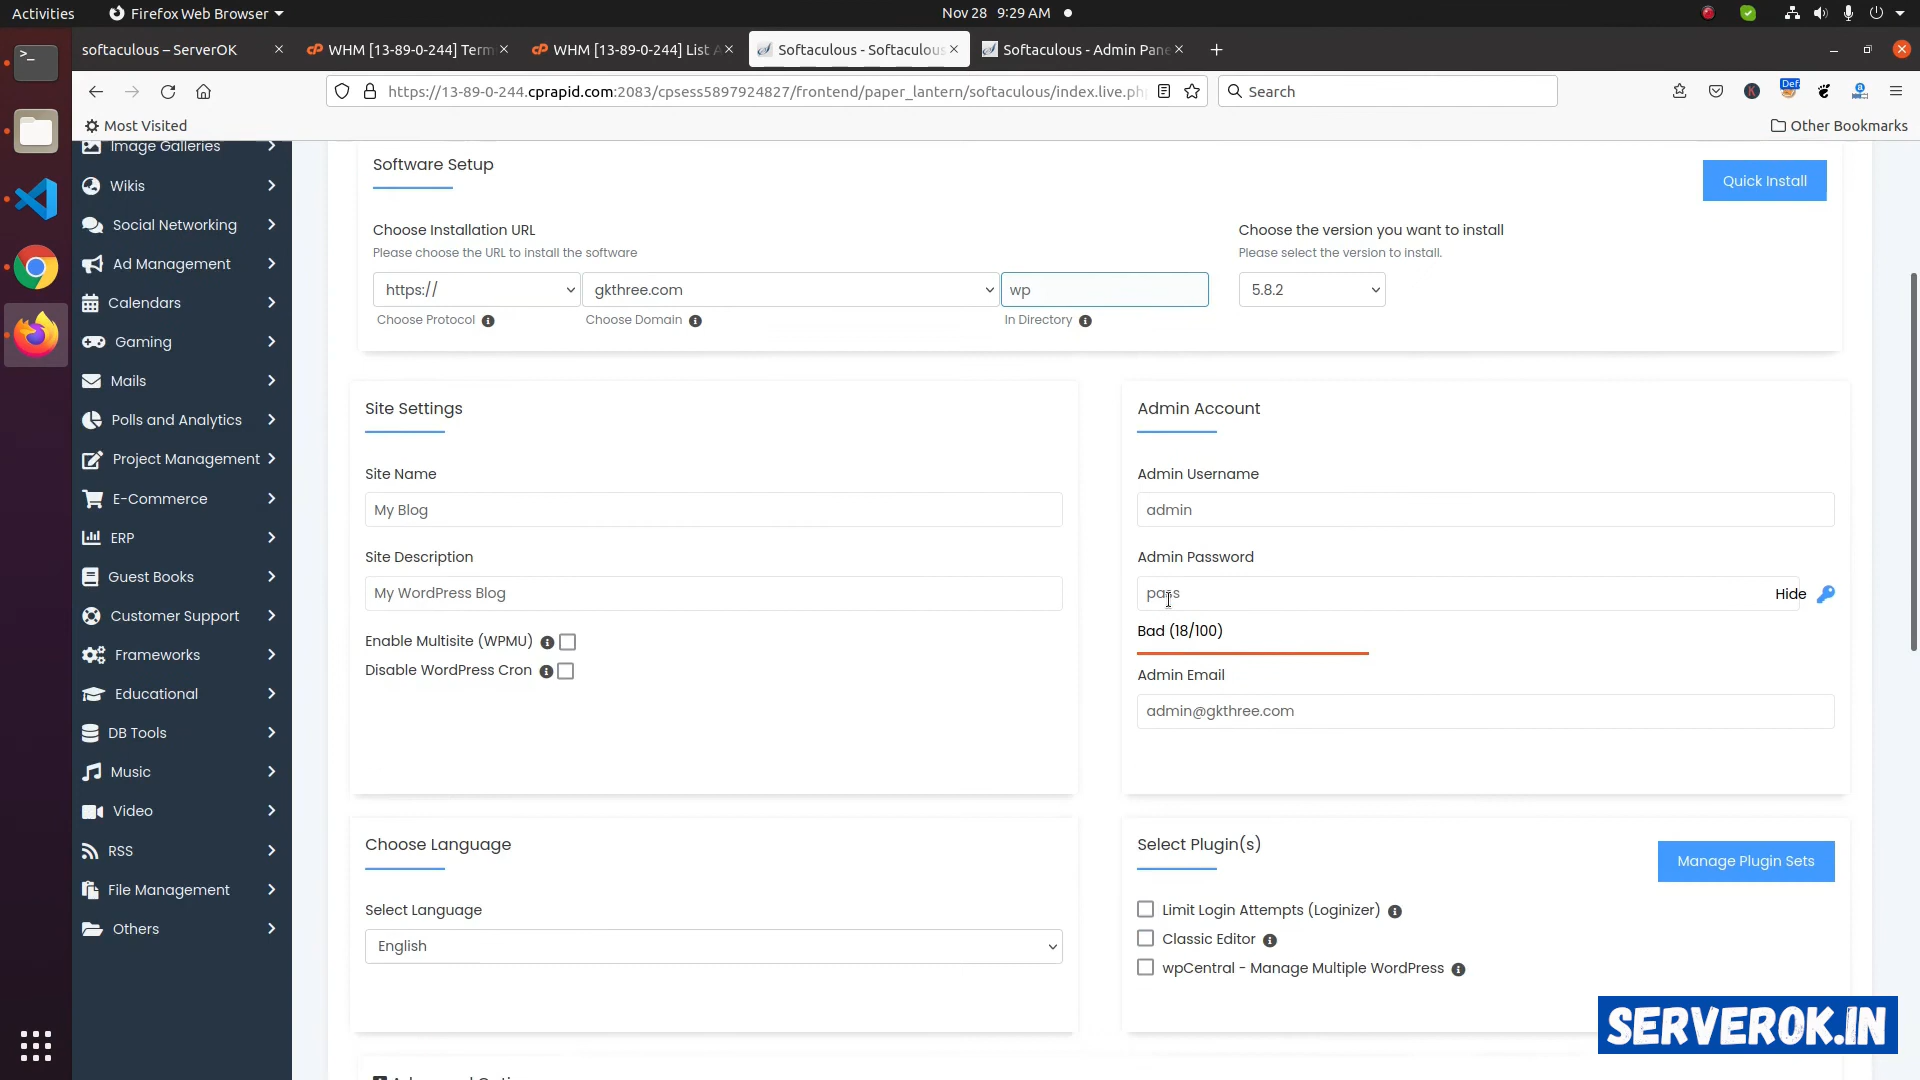 Activities
Firefox Web Browser
Nov 28 9:29 AM
softaculous – ServerOK
WHM [13-89-0-244] Term
WHM [13-89-0-244] List A
Softaculous - Softaculous
Softaculous - Admin Pane
https://13-89-0-244.cprapid.com:2083/cpsess5897924827/frontend/paper_lantern/softaculous/index.live.ph
Search
Def
Most Visited
Other Bookmarks
Image Galleries
Wikis
Social Networking
Ad Management
Calendars
Gaming
Mails
Polls and Analytics
Project Management
E-Commerce
ERP
Guest Books
Customer Support
Frameworks
Educational
DB Tools
Music
Video
RSS
File Management
Others
Software Setup
Quick Install
Choose Installation URL
Please choose the URL to install the software
https://
gkthree.com
wp
Choose Protocol
Choose Domain
In Directory
Choose the version you want to install
Please select the version to install.
5.8.2
Site Settings
Site Name
My Blog
Site Description
My WordPress Blog
Enable Multisite (WPMU)
Disable WordPress Cron
Admin Account
Admin Username
admin
Admin Password
pass
Hide
Bad (18/100)
Admin Email
admin@gkthree.com
Choose Language
Select Language
English
Select Plugin(s)
Manage Plugin Sets
Limit Login Attempts (Loginizer)
Classic Editor
wpCentral - Manage Multiple WordPress
SERVEROK.IN